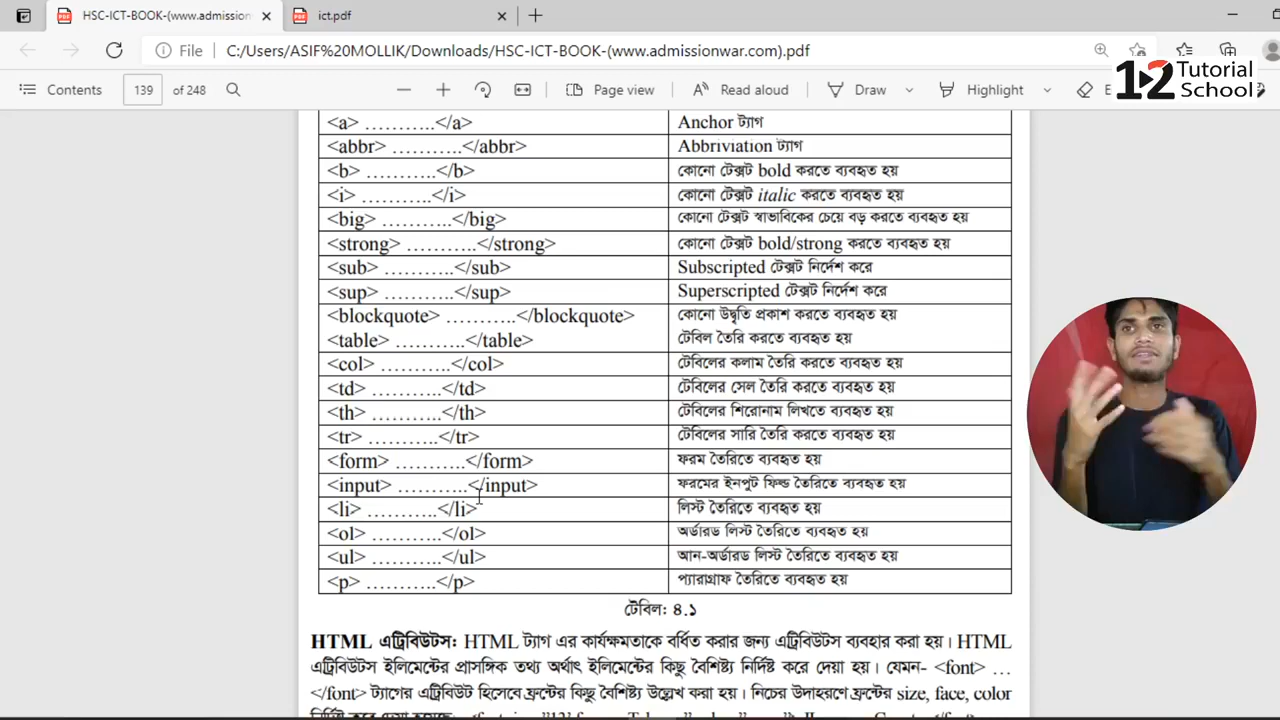 HSC-ICT-BOOK-(www.admission
ict.pdf
File C:/Users/ASIF%20MOLLIK/Downloads/HSC-ICT-BOOK-(www.admissionwar.com).pdf
Contents 139 of 248 Page view Read aloud Draw Highlight
12 Tutorial School
<a> ………..</a> Anchor ট্যাগ
<abbr> ………..</abbr> Abbriviation ট্যাগ
<b> ………..</b> কোনো টেক্সট bold করতে ব্যবহৃত হয়
<i> ………..</i> কোনো টেক্সট italic করতে ব্যবহৃত হয়
<big> ………..</big> কোনো টেক্সট স্বাভাবিকের চেয়ে বড় করতে ব্যবহৃত হয়
<strong> ………..</strong> কোনো টেক্সট bold/strong করতে ব্যবহৃত হয়
<sub> ………..</sub> Subscripted টেক্সট নির্দেশ করে
<sup> ………..</sup> Superscripted টেক্সট নির্দেশ করে
<blockquote> ………..</blockquote> কোনো উদ্বৃতি প্রকাশ করতে ব্যবহৃত হয়
<table> ………..</table> টেবিল তৈরি করতে ব্যবহৃত হয়
<col> ………..</col> টেবিলের কলাম তৈরি করতে ব্যবহৃত হয়
<td> ………..</td> টেবিলের সেল তৈরি করতে ব্যবহৃত হয়
<th> ………..</th> টেবিলের শিরোনাম লিখতে ব্যবহৃত হয়
<tr> ………..</tr> টেবিলের সারি তৈরি করতে ব্যবহৃত হয়
<form> ………..</form> ফরম তৈরিতে ব্যবহৃত হয়
<input> ………..</input> ফরমের ইনপুট ফিল্ড তৈরিতে ব্যবহৃত হয়
<li> ………..</li> লিস্ট তৈরিতে ব্যবহৃত হয়
<ol> ………..</ol> অর্ডারড লিস্ট তৈরিতে ব্যবহৃত হয়
<ul> ………..</ul> আন-অর্ডারড লিস্ট তৈরিতে ব্যবহৃত হয়
<p> ………..</p> প্যারাগ্রাফ তৈরিতে ব্যবহৃত হয়
টেবিল: ৪.১
HTML এট্রিবিউটস: HTML ট্যাগ এর কার্যক্ষমতাকে বর্ধিত করার জন্য এট্রিবিউটস ব্যবহার করা হয়। HTML
এট্রিবিউটস ইলিমেন্টের প্রাসঙ্গিক তথ্য অর্থাৎ ইলিমেন্টের কিছু বৈশিষ্ট্য নির্দিষ্ট করে দেয়া হয়। যেমন- <font> …
</font> ট্যাগের এট্রিবিউট হিসেবে ফ্রন্টের কিছু বৈশিষ্ট্য উল্লেখ করা হয়। নিচের উদাহরণে ফ্রন্টের size, face, color